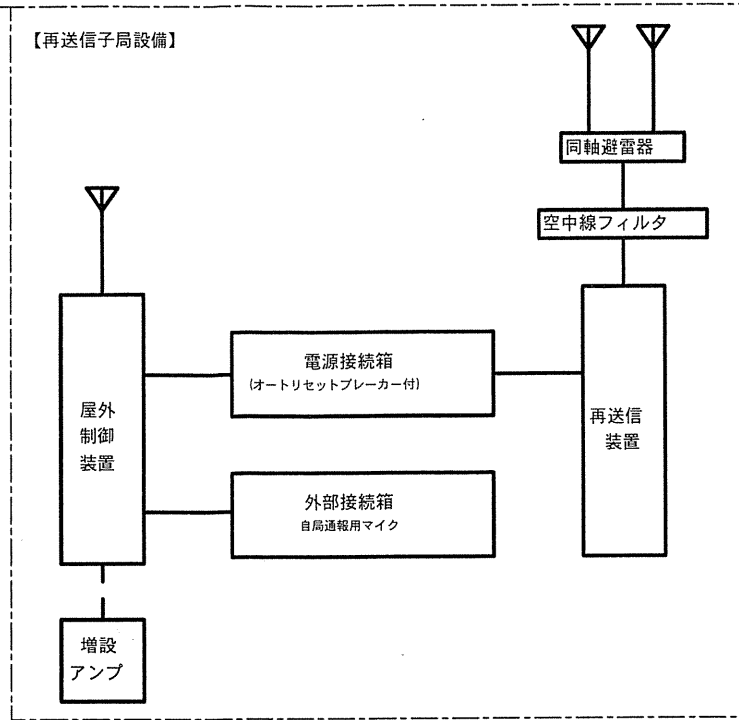 【再送信子局設備】
同軸避雷器
空中線フィルタ
電源接続箱
(オートリセットブレーカー付)
屋外
制御
装置
再送信
装置
外部接続箱
自局通報用マイク
増設
アンプ